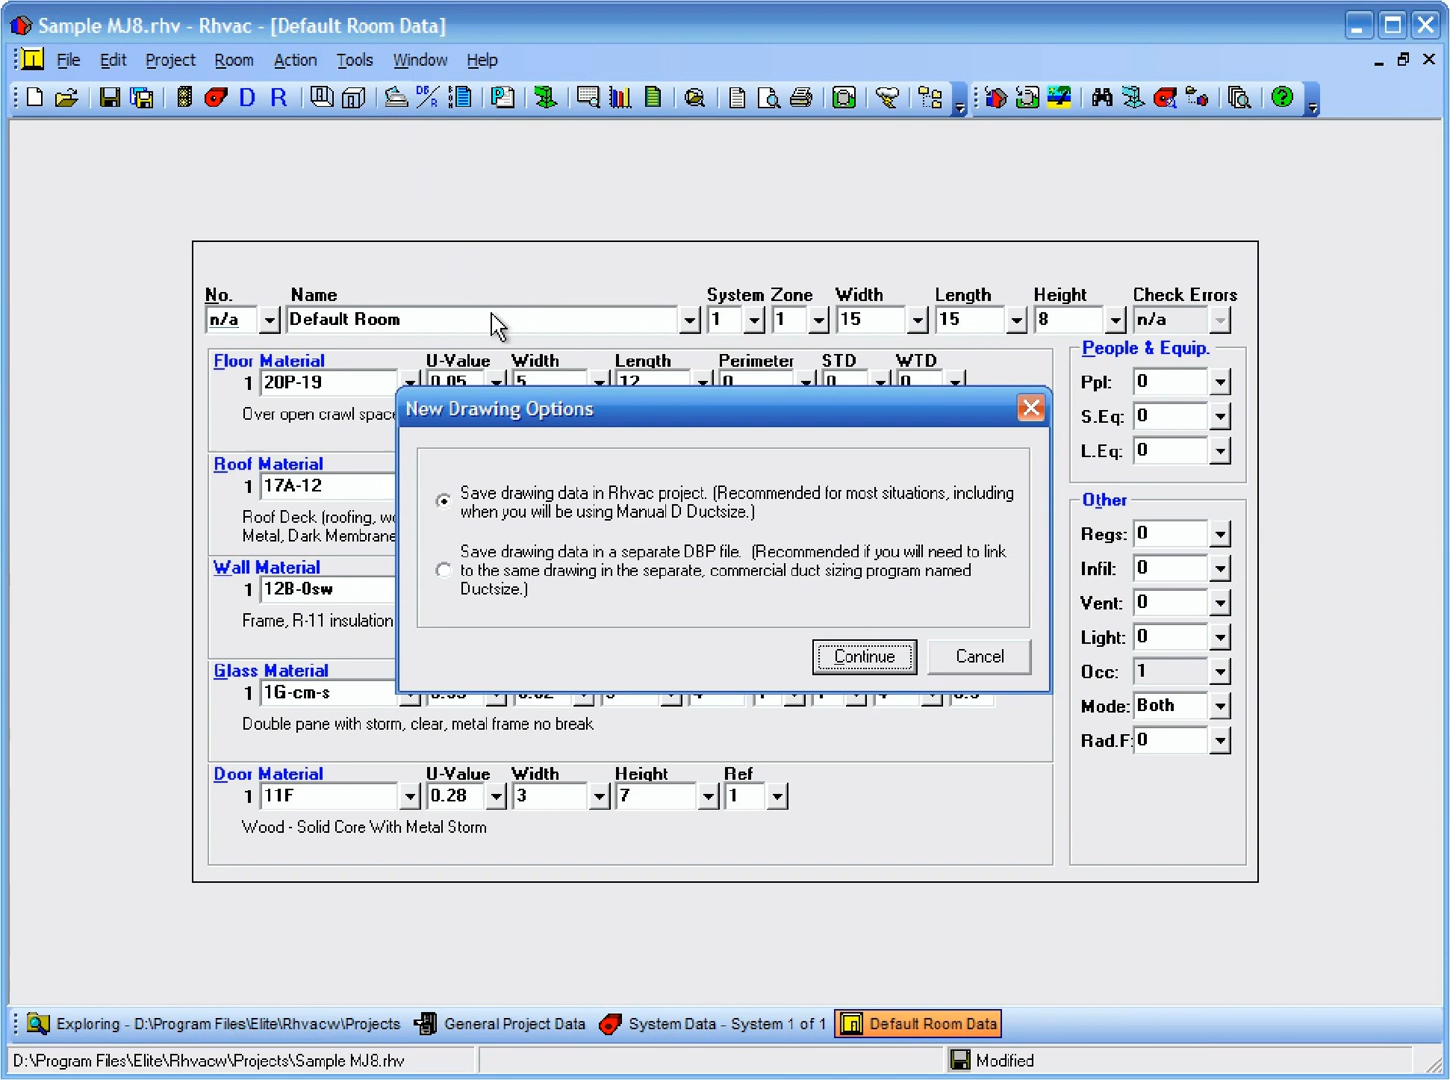 Sample MJ8.rhv - Rhvac - [Default Room Data]
File Edit Project Room Action Tools Window Help
No. Name System Zone Width Length Height Check Errors
n/a Default Room 1 1 15 15 8 n/a
Floor Material U-Value Width Length Perimeter STD WTD
1 20P-19 0.05 5 12 0 0 0
Over open crawl space
Roof Material
1 17A-12
Roof Deck (roofing,
Metal, Dark Membrane
Wall Material
1 12B-0sw
Frame, R-11 insulation
Glass Material
1 1G-cm-s
Double pane with storm, clear, metal frame no break
Door Material U-Value Width Height Ref
1 11F 0.28 3 7 1
Wood - Solid Core With Metal Storm
People & Equip.
Ppl: 0
S.Eq: 0
L.Eq: 0
Other
Regs: 0
Infil: 0
Vent: 0
Light: 0
Occ: 1
Mode: Both
Rad.F: 0
New Drawing Options
Save drawing data in Rhvac project. (Recommended for most situations, including
when you will be using Manual D Ductsize.)
Save drawing data in a separate DBP file. (Recommended if you will need to link
to the same drawing in the separate, commercial duct sizing program named
Ductsize.)
Continue Cancel
Exploring - D:\Program Files\Elite\Rhvacw\Projects General Project Data System Data - System 1 of 1 Default Room Data
D:\Program Files\Elite\Rhvacw\Projects\Sample MJ8.rhv Modified